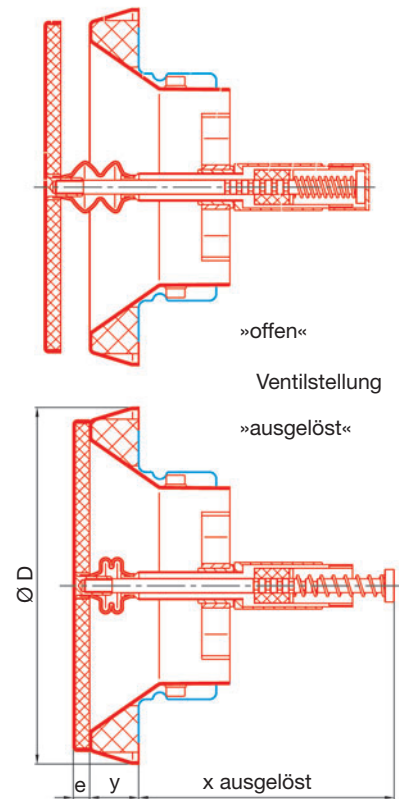 »offen«
Ventilstellung
»ausgelöst«
Ø D
e
y
x ausgelöst